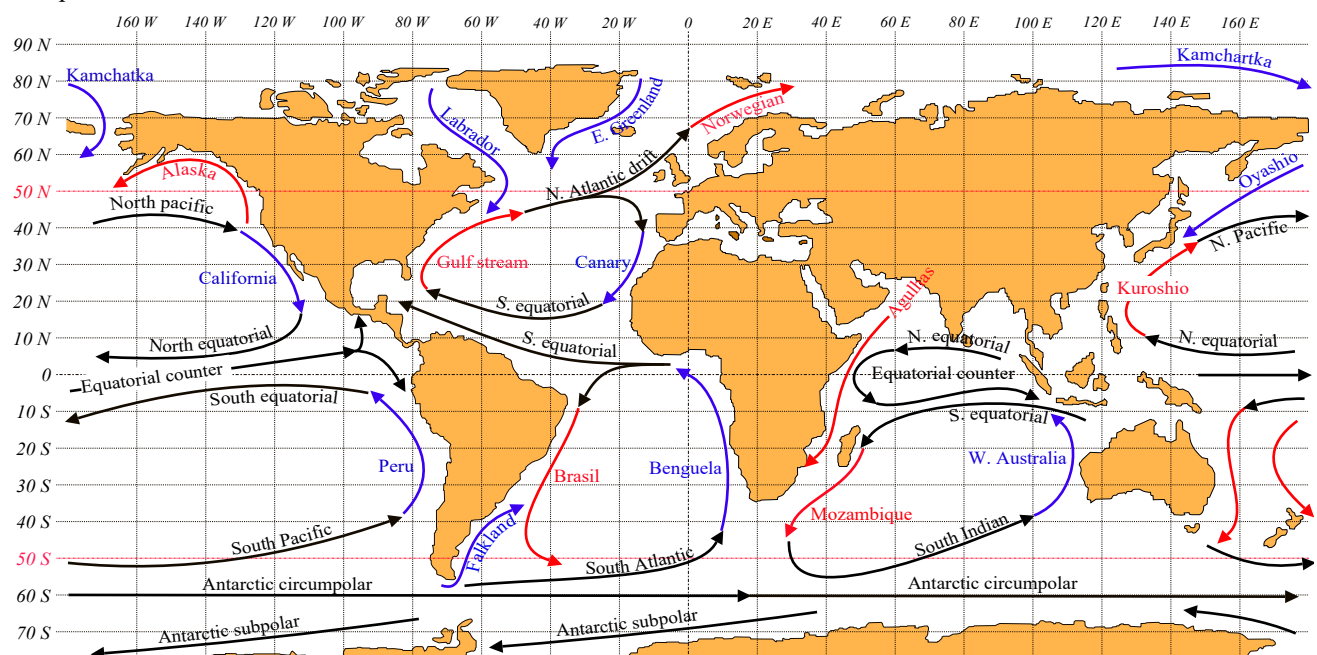 160 W 140 W 120 W 100 W 80 W 60 W 40 W 20 W 0 20 E 40 E 60 E 80 E 100 E 120 E 140 E 160 E
90 N
Kamchartka
80 N
Kamchatka
E. Greenland
Norwegian
70 N
Labrador
60 N
Alaska
N. Atlantic drift
Oyashio
50 N
North pacific
40 N
N. Pacific
Gulf stream
Canary
30 N
California
Agulhas
Kuroshio
20 N
S. equatorial
10 N
North equatorial
S. equatorial
N. equatorial
N. equatorial
0
Equatorial counter
Equatorial counter
South equatorial
10 S
S. equatorial
20 S
Peru
Brasil
Benguela
W. Australia
30 S
Mozambique
40 S
South Pacific
Falkland
South Indian
50 S
South Atlantic
Antarctic circumpolar
Antarctic circumpolar
60 S
Antarctic subpolar
Antarctic subpolar
70 S